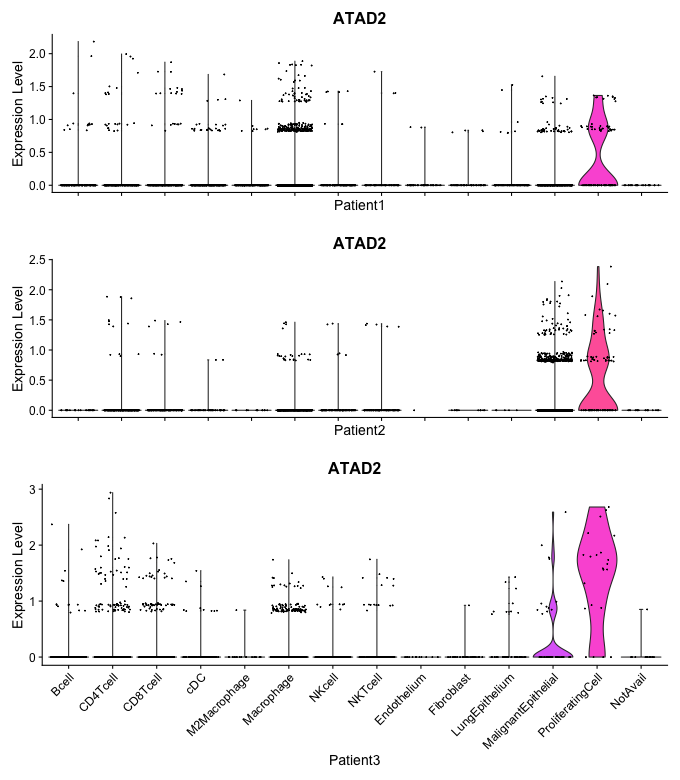 ATAD2
Expression Level
2.0
1.5
1.0
0.5
0.0
Patient1
ATAD2
Expression Level
2.5
2.0
1.5
1.0
0.5
0.0
Patient2
ATAD2
Expression Level
3
2
1
0
Bcell
CD4Tcell
CD8Tcell
cDC
M2Macrophage
Macrophage
NKcell
NKTcell
Endothelium
Fibroblast
LungEpithelium
MalignantEpithelial
ProliferatingCell
NotAvail
Patient3